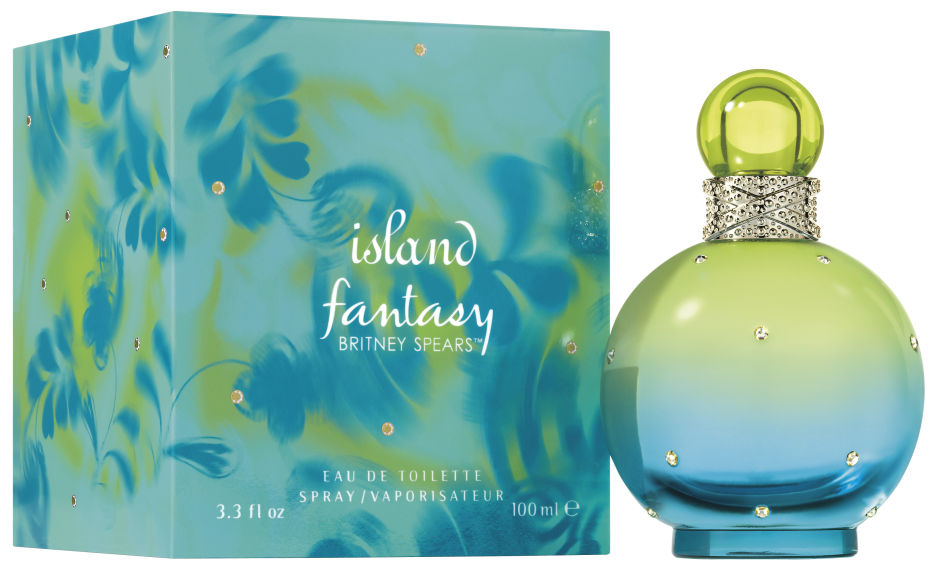 island
fantasy
BRITNEY SPEARS™
EAU DE TOILETTE
SPRAY/VAPORISATEUR
3.3 fl oz 100 ml ℮